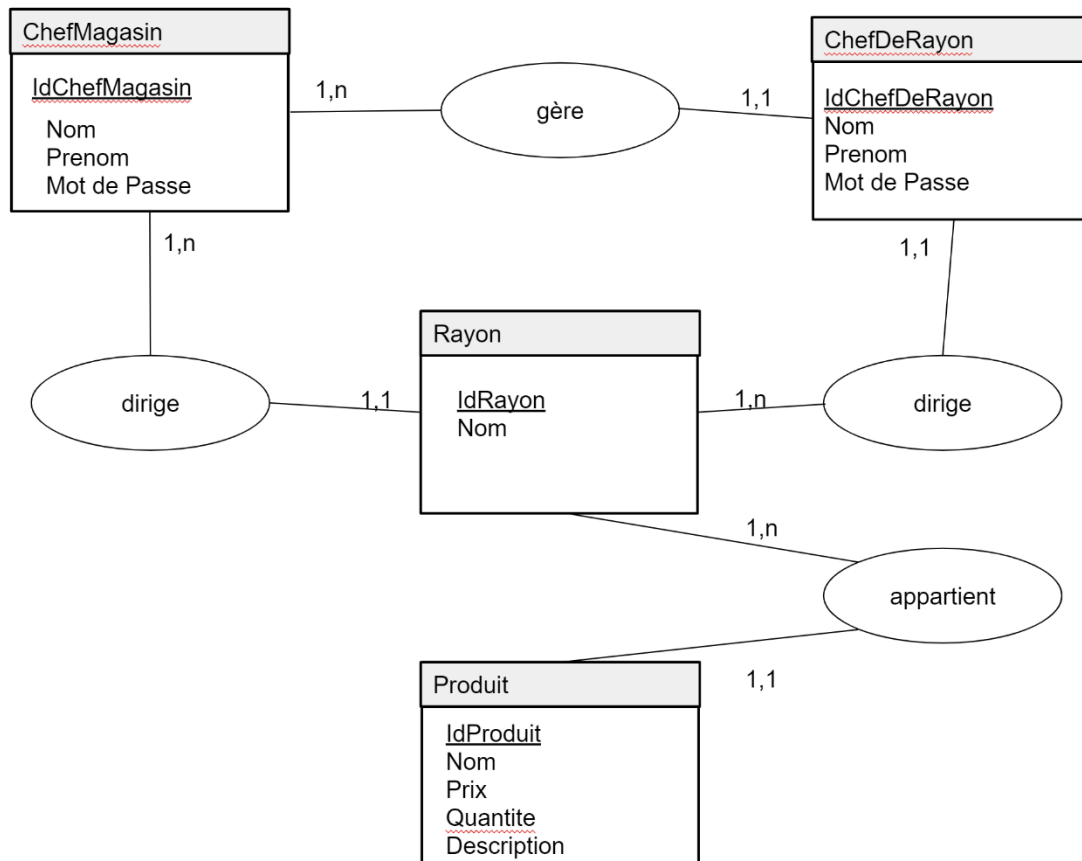 ChefMagasin
IdChefMagasin
Nom
Prenom
Mot de Passe
1,n
gère
1,1
ChefDeRayon
IdChefDeRayon
Nom
Prenom
Mot de Passe
1,n
1,1
dirige
1,1
Rayon
IdRayon
Nom
1,n
dirige
1,n
appartient
1,1
Produit
IdProduit
Nom
Prix
Quantite
Description